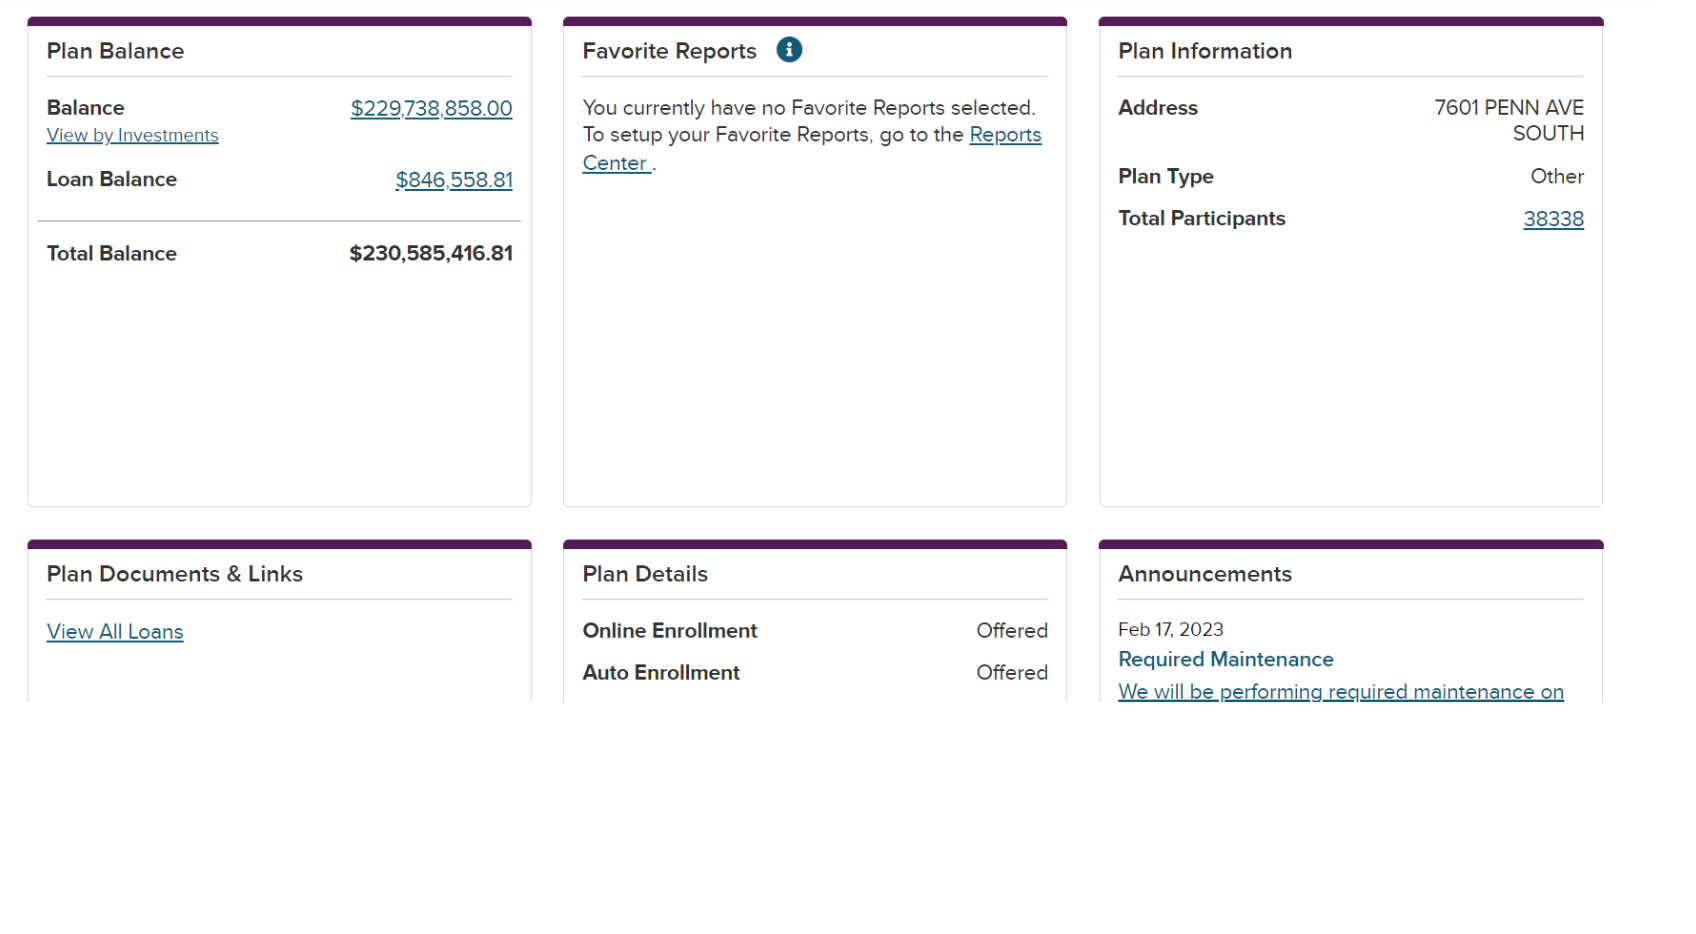 Plan Balance
Balance $229,738,858.00
View by Investments
Loan Balance $846,558.81
Total Balance $230,585,416.81
Favorite Reports
You currently have no Favorite Reports selected.
To setup your Favorite Reports, go to the Reports
Center .
Plan Information
Address 7601 PENN AVE
SOUTH
Plan Type Other
Total Participants 38338
Plan Documents & Links
View All Loans
Plan Details
Online Enrollment Offered
Auto Enrollment Offered
Announcements
Feb 17, 2023
Required Maintenance
We will be performing required maintenance on